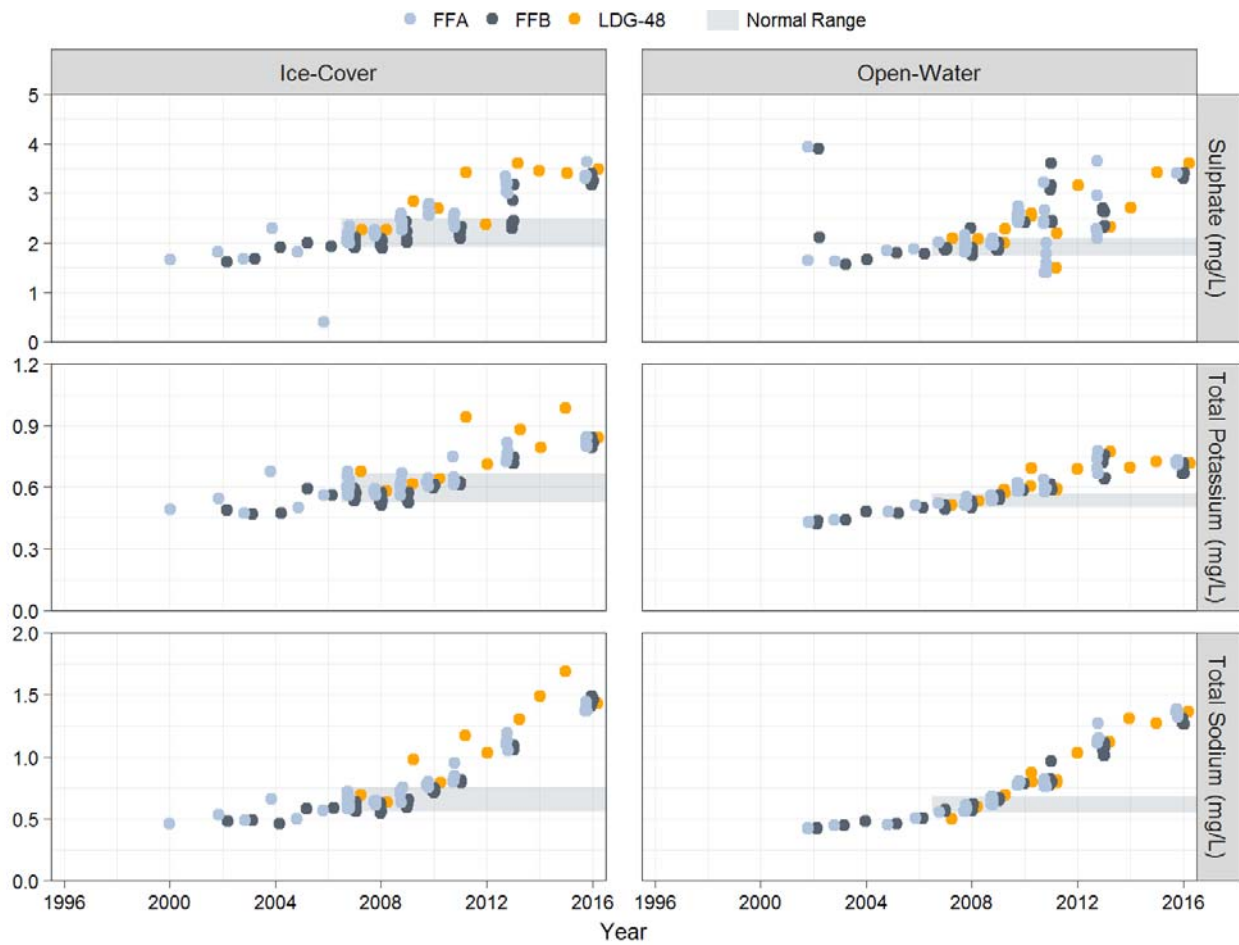 FFA FFB LDG-48 Normal Range
Ice-Cover Open-Water
5
4
3
2
1
0
Sulphate (mg/L)
1.2
0.9
0.6
0.3
0.0
Total Potassium (mg/L)
2.0
1.5
1.0
0.5
0.0
Total Sodium (mg/L)
1996 2000 2004 2008 2012 2016 1996 2000 2004 2008 2012 2016
Year